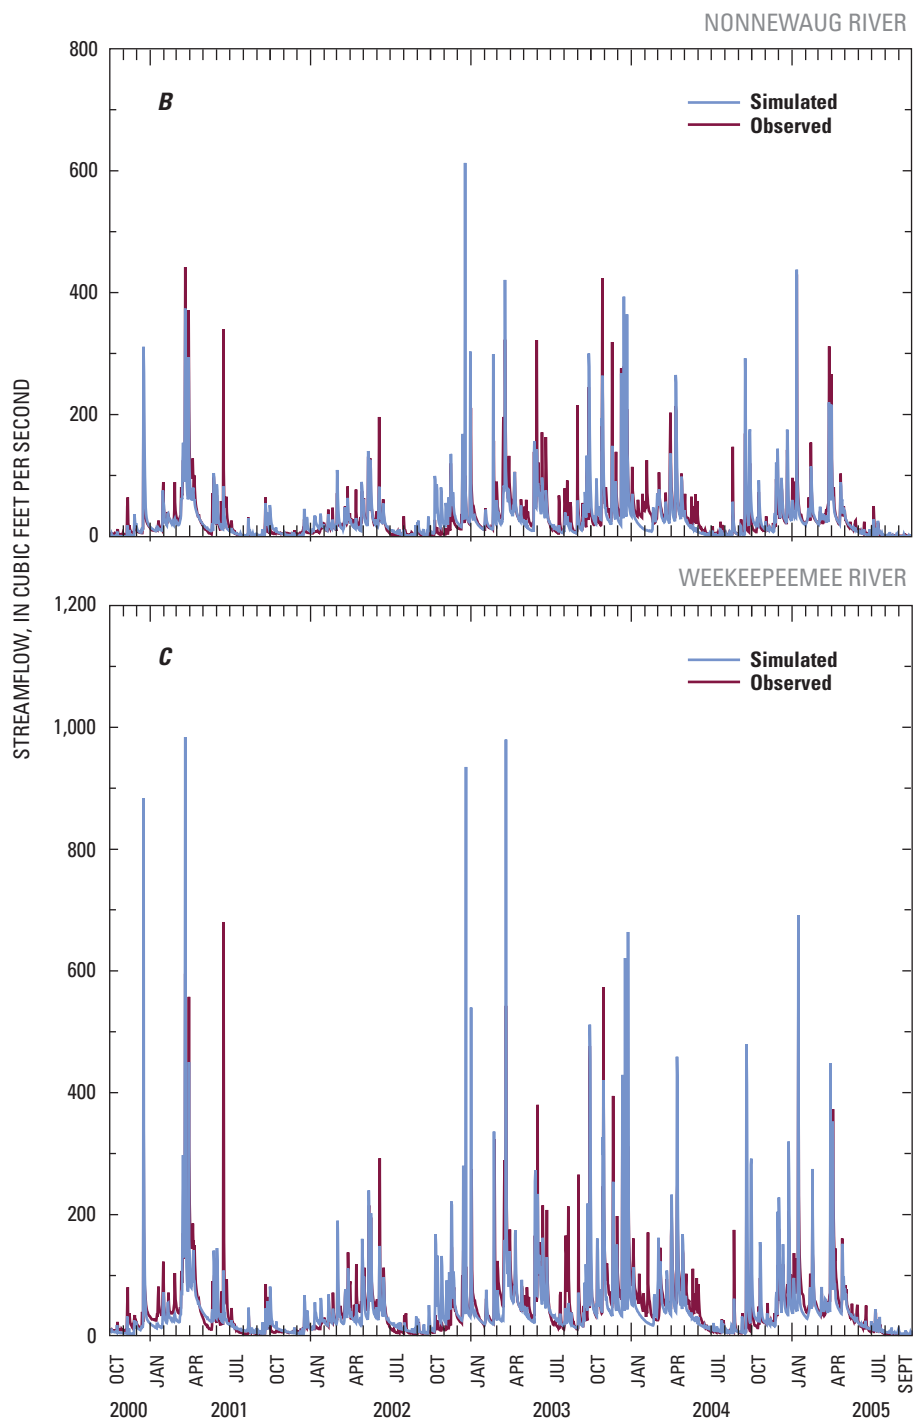 NONNEWAUG RIVER
800
B
Simulated
Observed
600
400
200
0
STREAMFLOW, IN CUBIC FEET PER SECOND
WEEKEEPEEMEE RIVER
1,200
C
Simulated
Observed
1,000
800
600
400
200
0
OCT JAN APR JUL OCT JAN APR JUL OCT JAN APR JUL OCT JAN APR JUL OCT JAN APR JUL SEPT
2000 2001 2002 2003 2004 2005